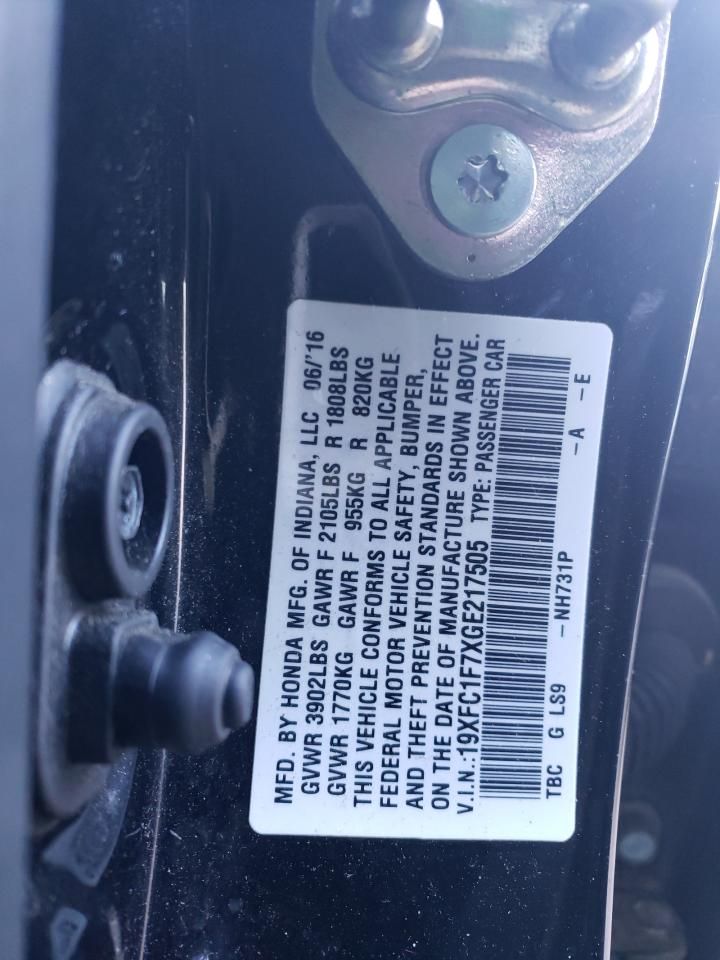 MFD. BY HONDA MFG. OF INDIANA, LLC 06/'16
GVWR 3902LBS GAWR F 2105LBS R 1808LBS
GVWR 1770KG GAWR F 955KG R 820KG
THIS VEHICLE CONFORMS TO ALL APPLICABLE
FEDERAL MOTOR VEHICLE SAFETY, BUMPER,
AND THEFT PREVENTION STANDARDS IN EFFECT
ON THE DATE OF MANUFACTURE SHOWN ABOVE.
V.I.N.:19XFC1F7XGE217505 TYPE: PASSENGER CAR
TBC G LS9 -NH731P -A -E